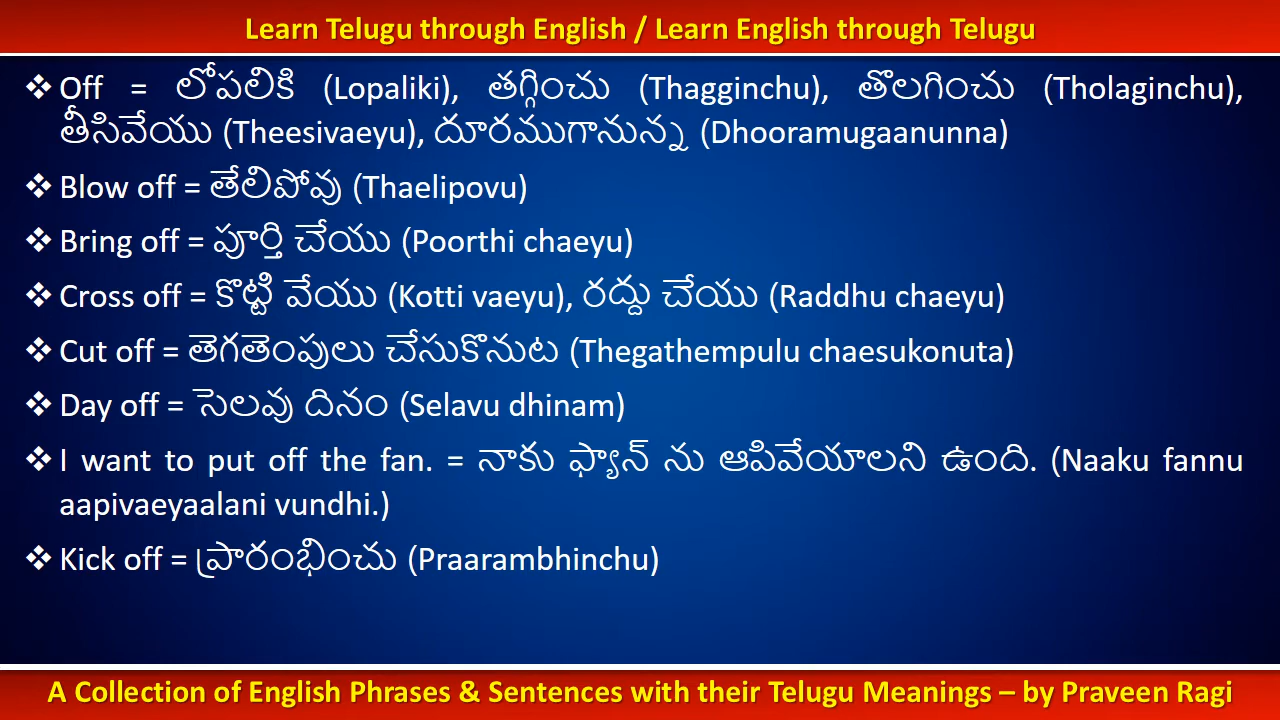 Learn Telugu through English / Learn English through Telugu
❖ Off = లోపలికి (Lopaliki), తగ్గించు (Thagginchu), తొలగించు (Tholaginchu),
తీసివేయు (Theesivaeyu), దూరముగానున్న (Dhooramugaanunna)
❖ Blow off = తేలిపోవు (Thaelipovu)
❖ Bring off = పూర్తి చేయు (Poorthi chaeyu)
❖ Cross off = కొట్టి వేయు (Kotti vaeyu), రద్దు చేయు (Raddhu chaeyu)
❖ Cut off = తెగతెంపులు చేసుకొనుట (Thegathempulu chaesukonuta)
❖ Day off = సెలవు దినం (Selavu dhinam)
❖ I want to put off the fan. = నాకు ఫ్యాన్ ను ఆపివేయాలని ఉంది. (Naaku fannu
aapivaeyaalani vundhi.)
❖ Kick off = ప్రారంభించు (Praarambhinchu)
A Collection of English Phrases & Sentences with their Telugu Meanings – by Praveen Ragi